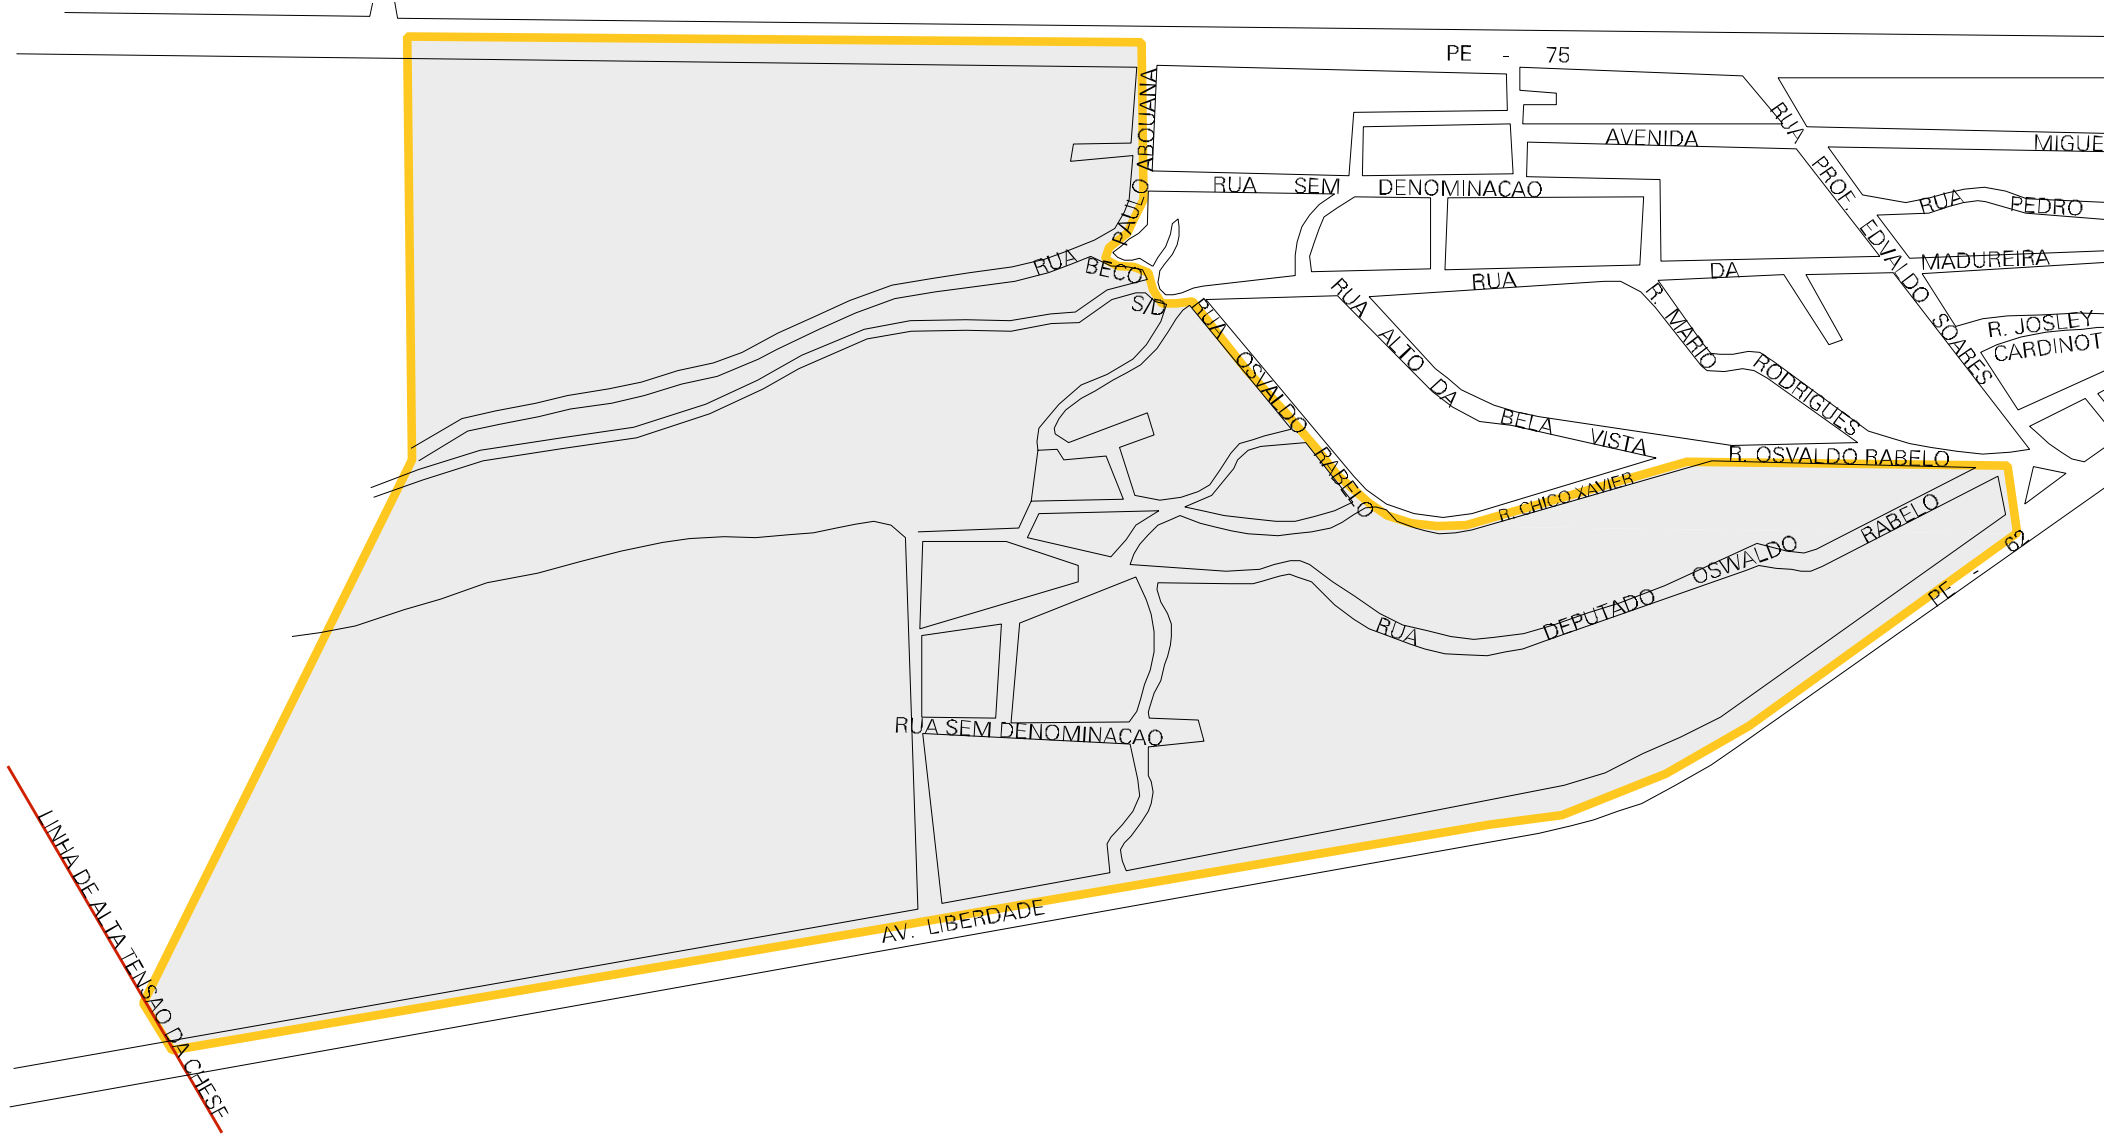 PE - 75
RUA PROF. EDVALDO SOARES
AVENIDA
MIGUE
PAULO ABOUANA
RUA SEM DENOMINACAO
RUA PEDRO
RUA
BECO
S/D
RUA DA
MADUREIRA
R. JOSLEY
CARDINOT
RUA OSVALDO RABELO
RUA ALTO DA BELA VISTA
R. MARIO RODRIGUES
R. OSVALDO RABELO
R. CHICO XAVIER
RUA DEPUTADO OSWALDO RABELO
PE - 62
RUA SEM DENOMINACAO
AV. LIBERDADE
LINHA DE ALTA TENSAO DA CHESF